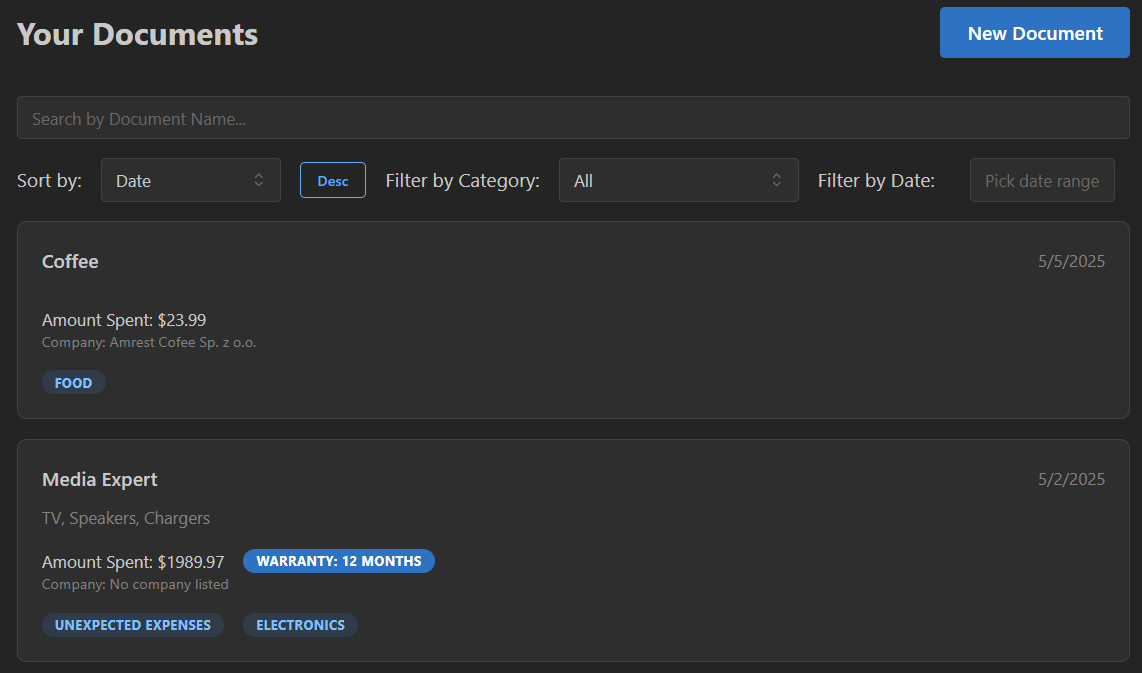 Your Documents
New Document
Search by Document Name...
Sort by: Date Desc Filter by Category: All Filter by Date: Pick date range
Coffee 5/5/2025
Amount Spent: $23.99
Company: Amrest Cofee Sp. z o.o.
FOOD
Media Expert 5/2/2025
TV, Speakers, Chargers
Amount Spent: $1989.97 WARRANTY: 12 MONTHS
Company: No company listed
UNEXPECTED EXPENSES ELECTRONICS